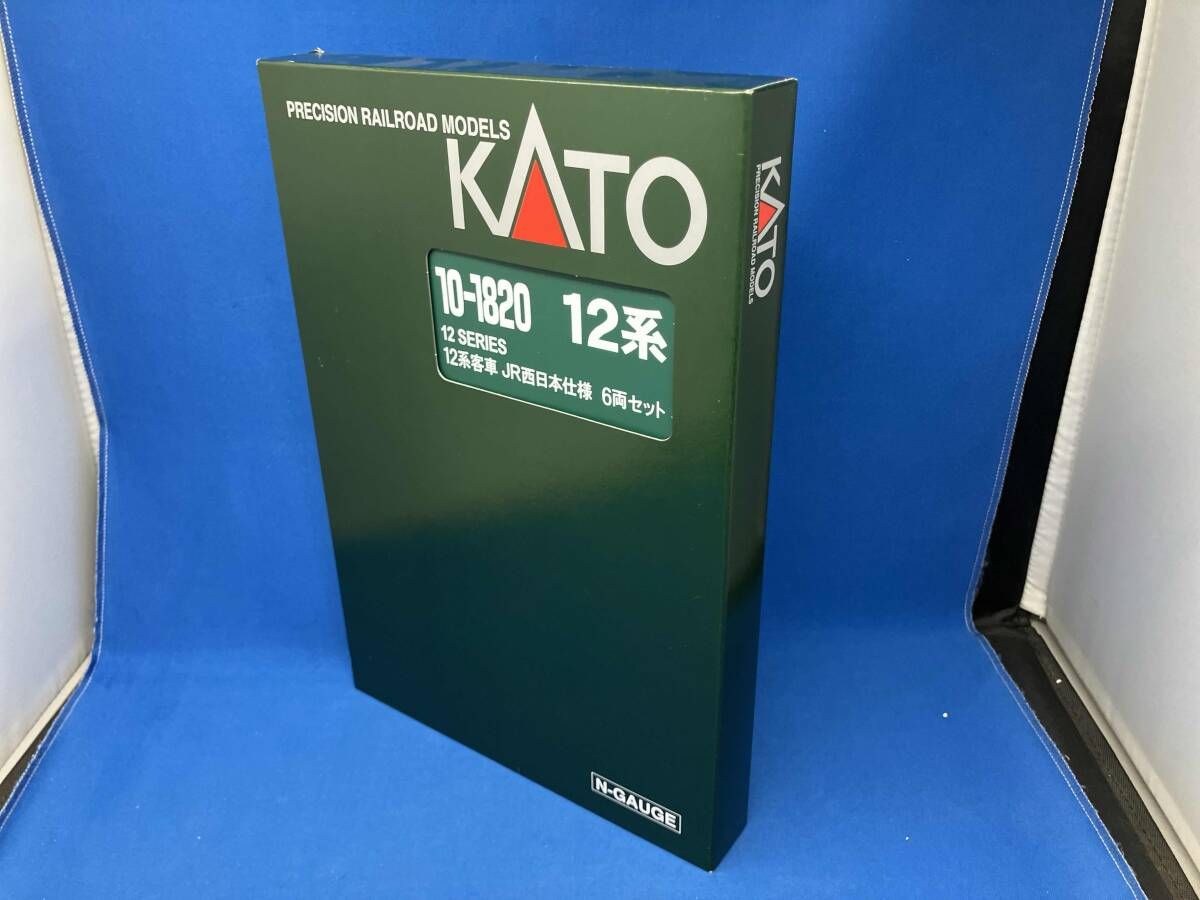 PRECISION RAILROAD MODELS
KATO
10-1820 12系
12 SERIES
12系客車 JR西日本仕様 6両セット
N-GAUGE
KATO
PRECISION RAILROAD MODELS